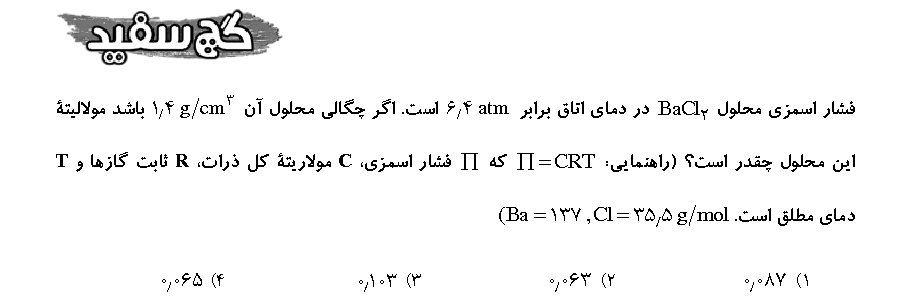 گچ سفید
فشار اسمزی محلول BaCl₂ در دمای اتاق برابر ۶٫۴ atm است. اگر چگالی محلول آن ۱٫۴ g/cm³ باشد مولالیتهٔ
این محلول چقدر است؟ (راهنمایی: ∏=CRT که ∏ فشار اسمزی، C مولاریتهٔ کل ذرات، R ثابت گازها و T
دمای مطلق است. Ba=۱۳۷, Cl=۳۵٫۵ g/mol)
۱) ۰٫۰۸۷ ۲) ۰٫۰۶۳ ۳) ۰٫۱۰۳ ۴) ۰٫۰۶۵